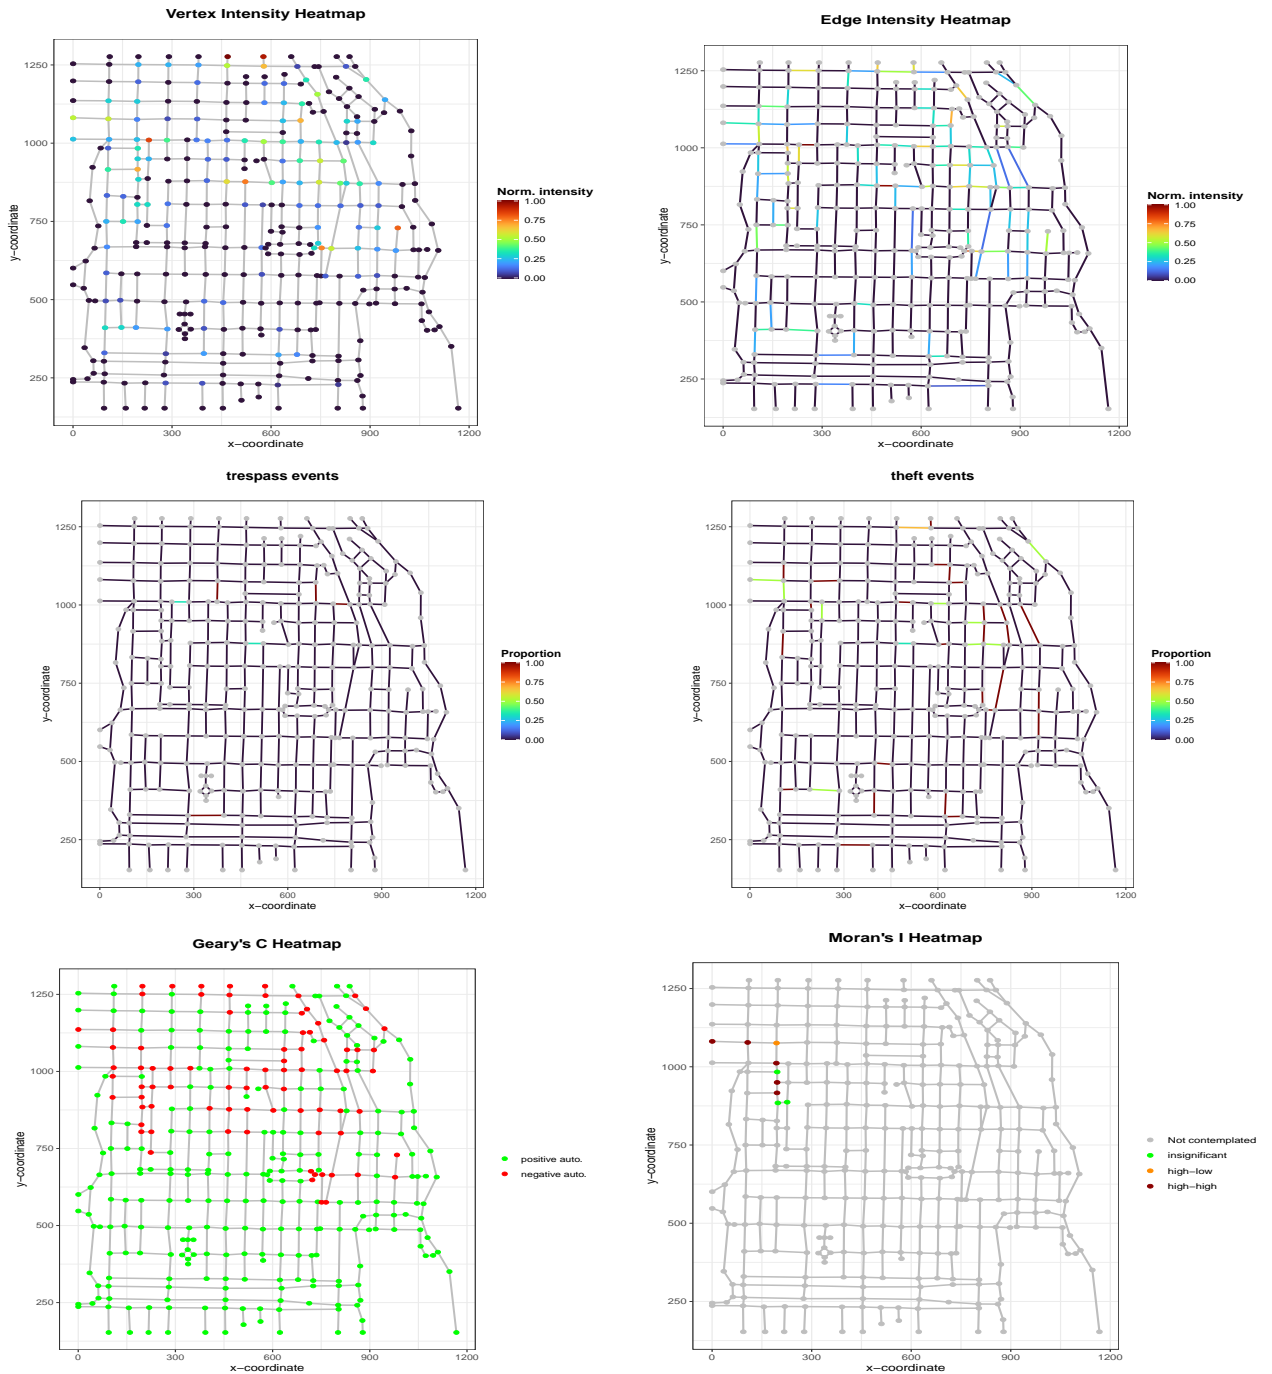 Vertex Intensity Heatmap
1250
1000
750
500
250
0 300 600 900 1200
x−coordinate
y−coordinate
Norm. intensity
1.00
0.75
0.50
0.25
0.00
Edge Intensity Heatmap
1250
1000
750
500
250
0 300 600 900 1200
x−coordinate
y−coordinate
Norm. intensity
1.00
0.75
0.50
0.25
0.00
trespass events
1250
1000
750
500
250
0 300 600 900 1200
x−coordinate
y−coordinate
Proportion
1.00
0.75
0.50
0.25
0.00
theft events
1250
1000
750
500
250
0 300 600 900 1200
x−coordinate
y−coordinate
Proportion
1.00
0.75
0.50
0.25
0.00
Geary's C Heatmap
1250
1000
750
500
250
0 300 600 900 1200
x−coordinate
y−coordinate
positive auto.
negative auto.
Moran's I Heatmap
1250
1000
750
500
250
0 300 600 900 1200
x−coordinate
y−coordinate
Not contemplated
insignificant
high−low
high−high